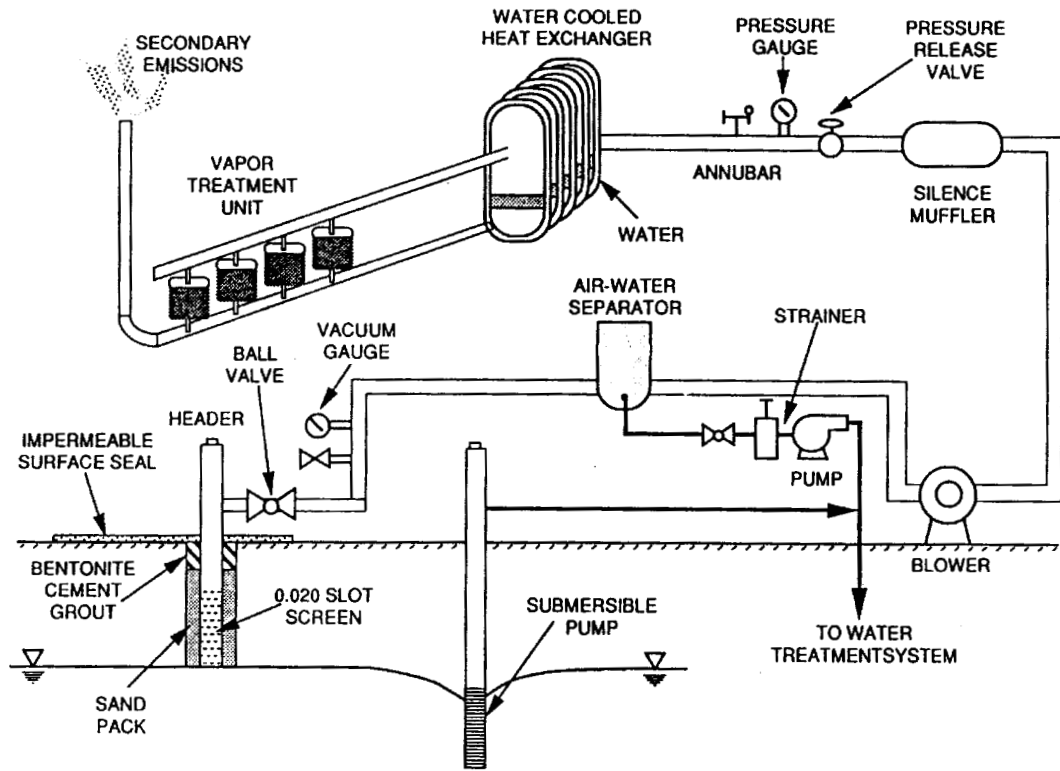 SECONDARY
EMISSIONS
WATER COOLED
HEAT EXCHANGER
PRESSURE
GAUGE
PRESSURE
RELEASE
VALVE
VAPOR
TREATMENT
UNIT
ANNUBAR
SILENCE
MUFFLER
WATER
AIR-WATER
SEPARATOR
STRAINER
VACUUM
GAUGE
BALL
VALVE
HEADER
IMPERMEABLE
SURFACE SEAL
PUMP
BLOWER
BENTONITE
CEMENT
GROUT
0.020 SLOT
SCREEN
SUBMERSIBLE
PUMP
TO WATER
TREATMENTSYSTEM
SAND
PACK